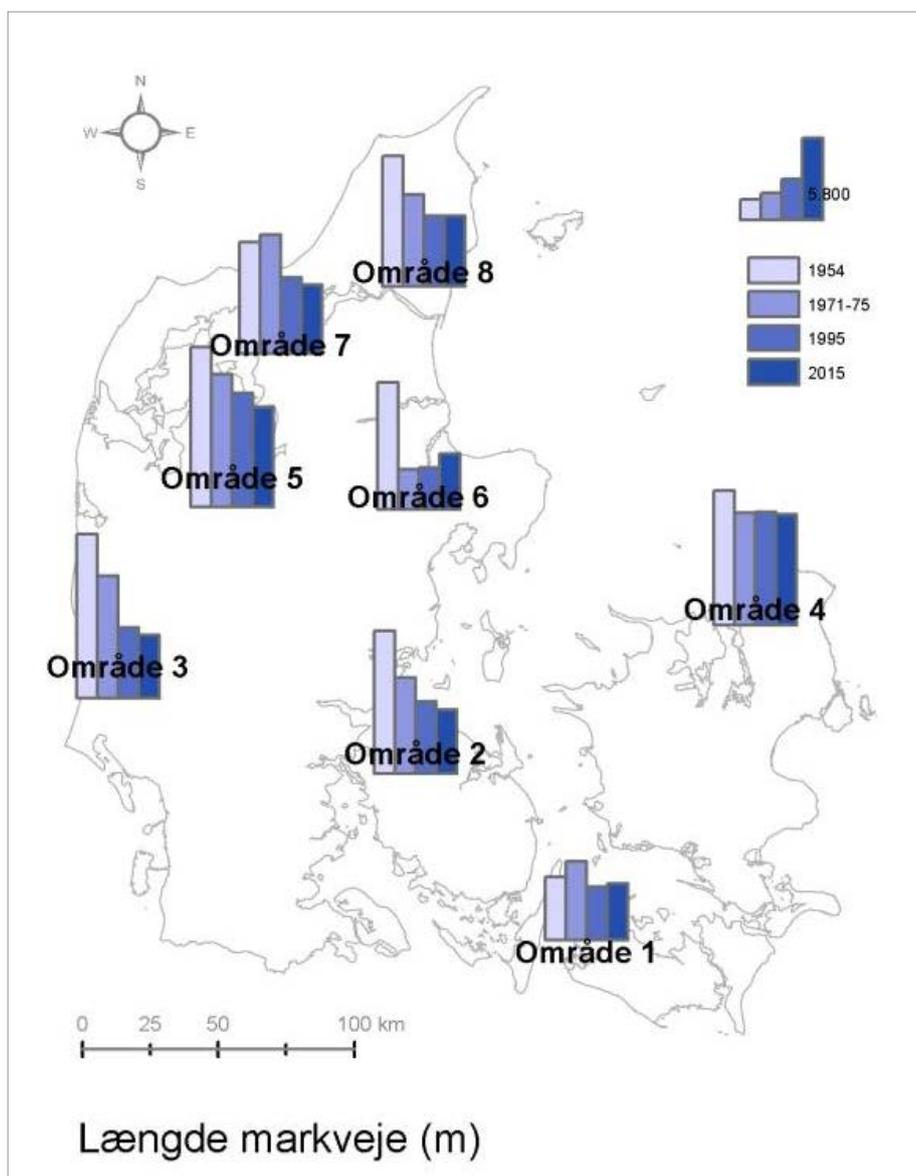 N
W E
S
5.800
1954
1971-75
1995
2015
Område 8
Område 7
Område 5
Område 6
Område 4
Område 3
Område 2
Område 1
0 25 50 100 km
Længde markveje (m)